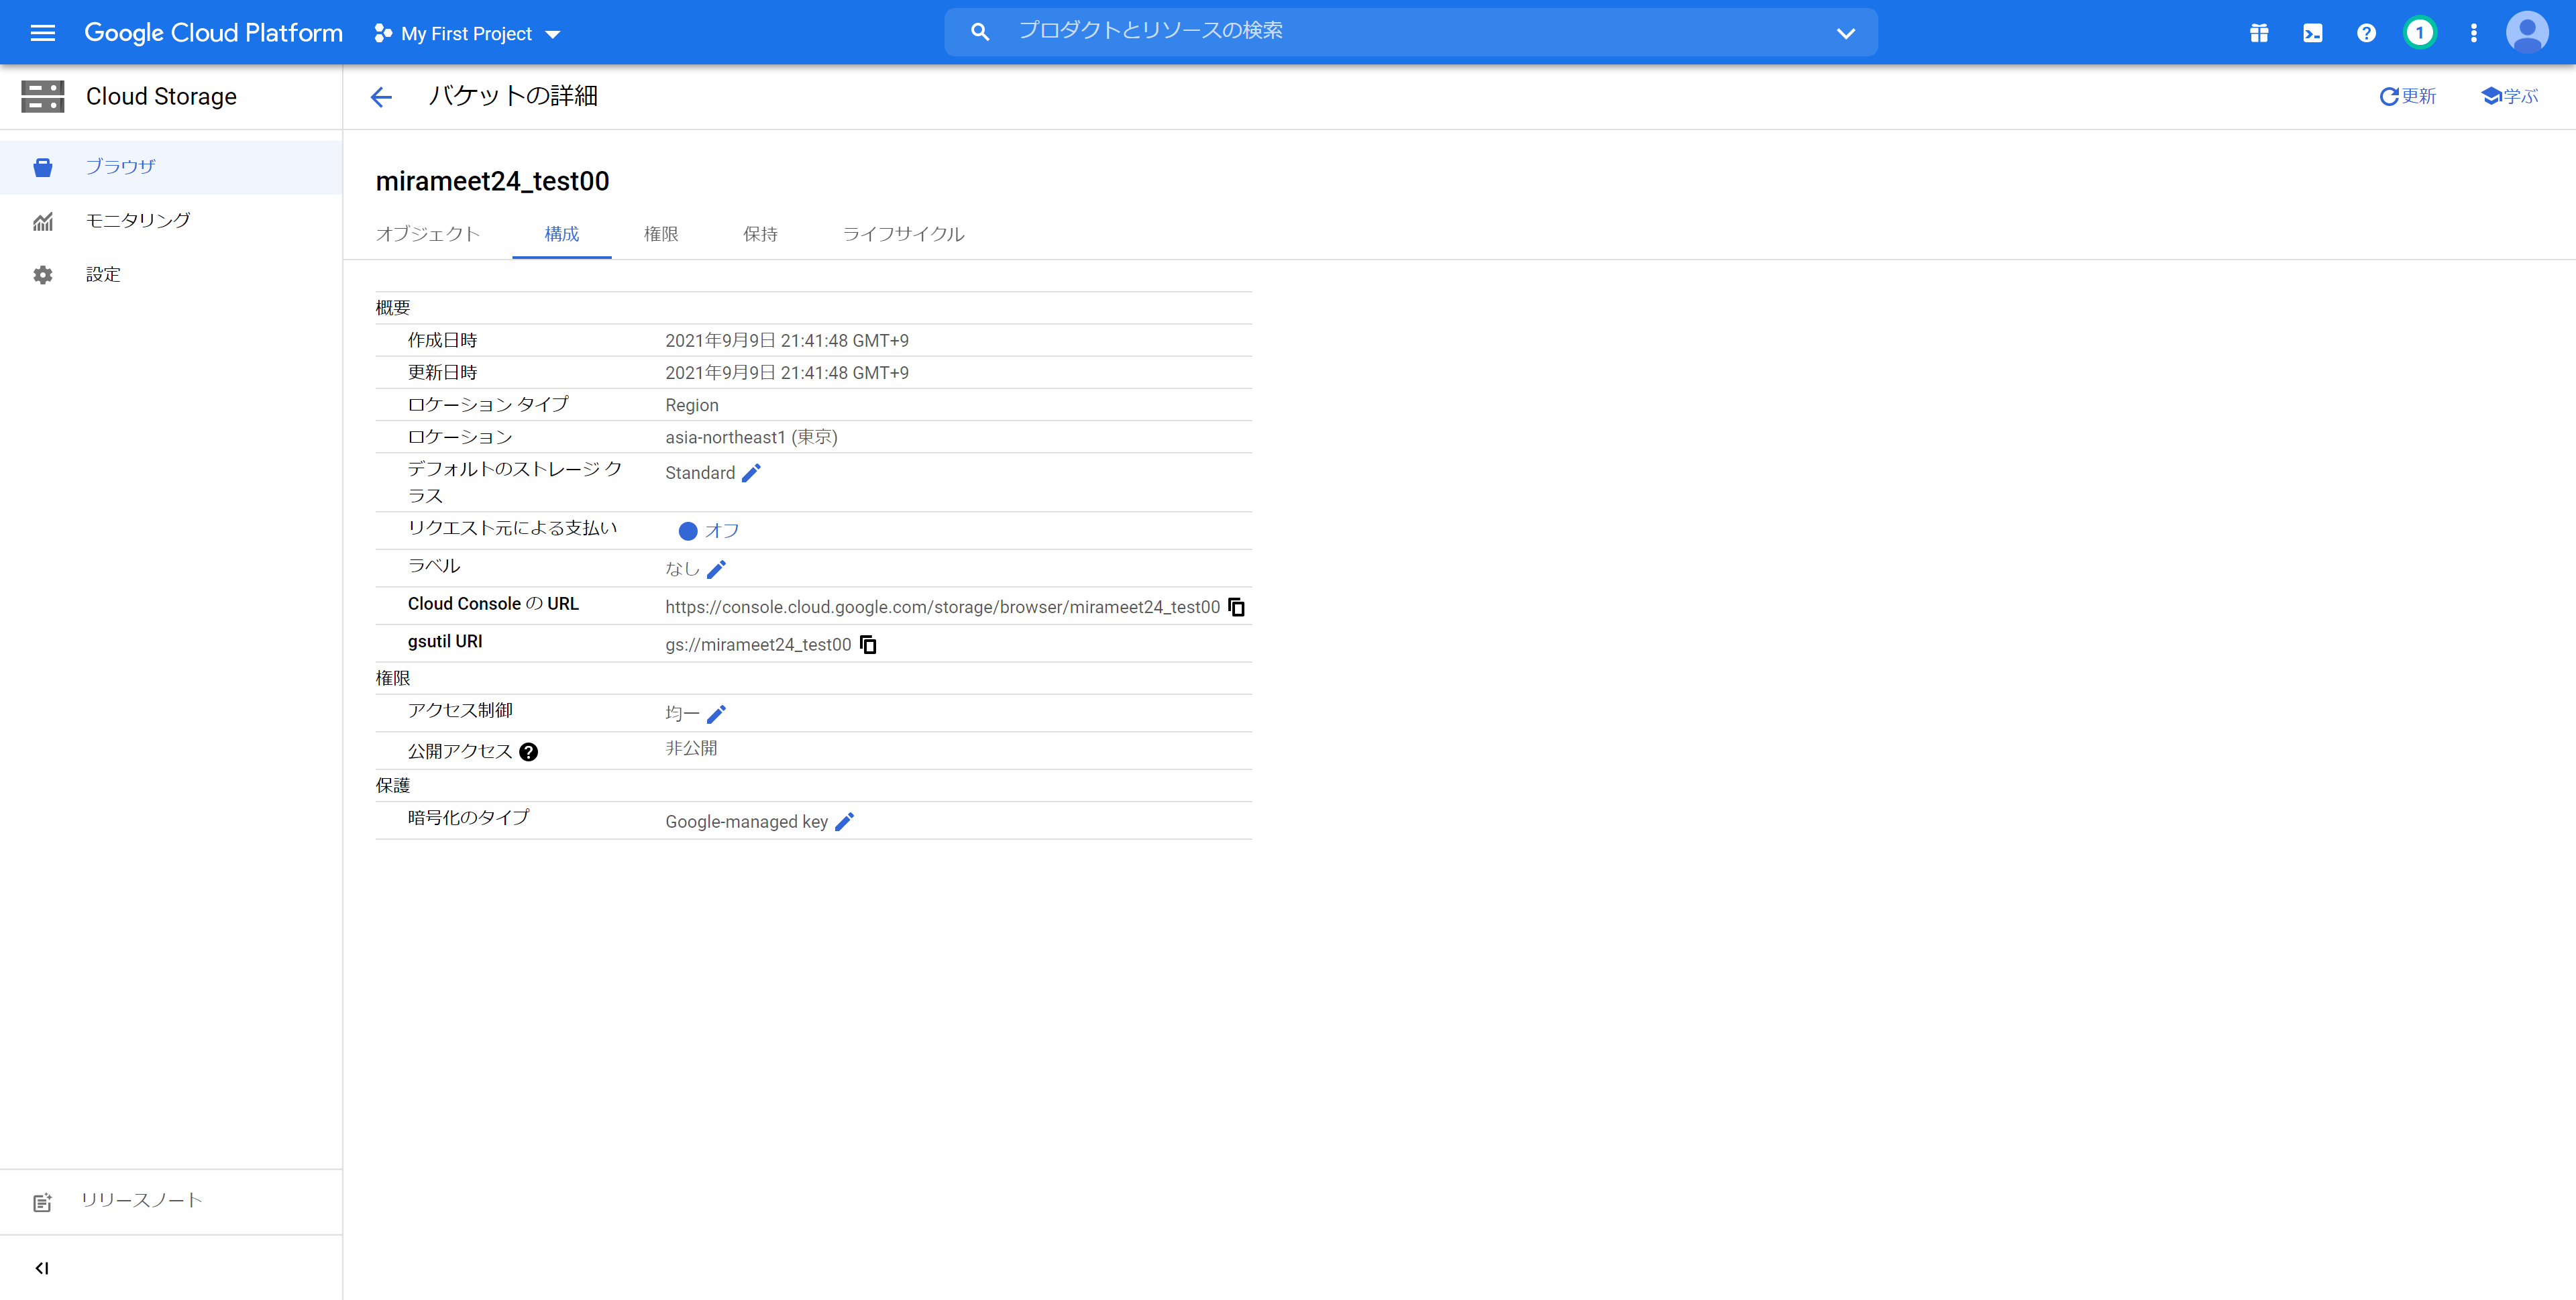 Google Cloud Platform
My First Project
プロダクトとリソースの検索
1
Cloud Storage
バケットの詳細
更新
学ぶ
ブラウザ
モニタリング
設定
mirameet24_test00
オブジェクト
構成
権限
保持
ライフサイクル
概要
作成日時
2021年9月9日 21:41:48 GMT+9
更新日時
2021年9月9日 21:41:48 GMT+9
ロケーション タイプ
Region
ロケーション
asia-northeast1 (東京)
デフォルトのストレージ ク
ラス
Standard
リクエスト元による支払い
オフ
ラベル
なし
Cloud Console の URL
https://console.cloud.google.com/storage/browser/mirameet24_test00
gsutil URI
gs://mirameet24_test00
権限
アクセス制御
均一
公開アクセス
非公開
保護
暗号化のタイプ
Google-managed key
リリースノート